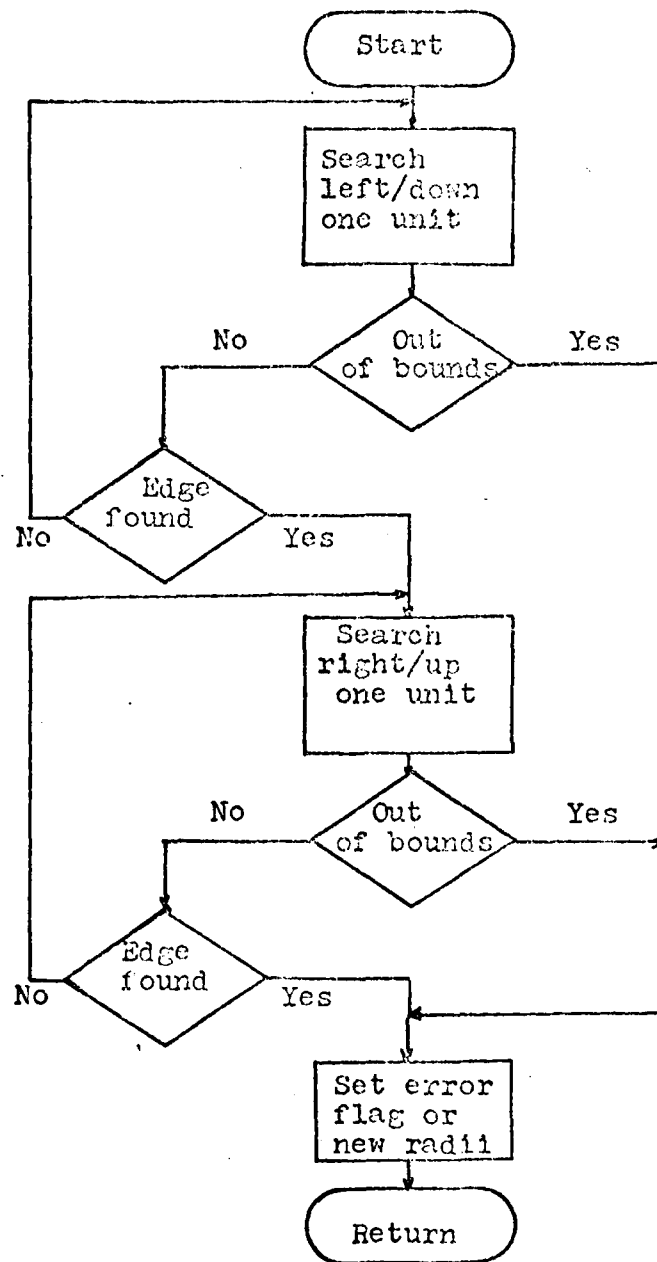 Start
Search
left/down
one unit
No
Out
of bounds
Yes
Edge
found
No
Yes
Search
right/up
one unit
No
Out
of bounds
Yes
Edge
found
No
Yes
Set error
flag or
new radii
Return